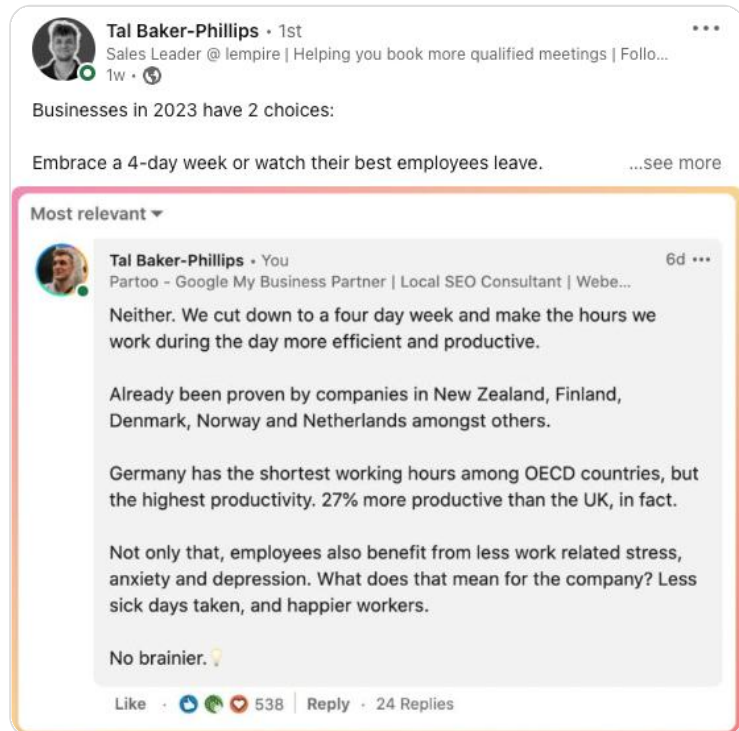 Tal Baker-Phillips • 1st
Sales Leader @ lempire | Helping you book more qualified meetings | Follo...
1w •
Businesses in 2023 have 2 choices:
Embrace a 4-day week or watch their best employees leave. ...see more
Most relevant
Tal Baker-Phillips • You 6d
Partoo - Google My Business Partner | Local SEO Consultant | Webe...
Neither. We cut down to a four day week and make the hours we
work during the day more efficient and productive.
Already been proven by companies in New Zealand, Finland,
Denmark, Norway and Netherlands amongst others.
Germany has the shortest working hours among OECD countries, but
the highest productivity. 27% more productive than the UK, in fact.
Not only that, employees also benefit from less work related stress,
anxiety and depression. What does that mean for the company? Less
sick days taken, and happier workers.
No brainier.
Like · 538 | Reply · 24 Replies